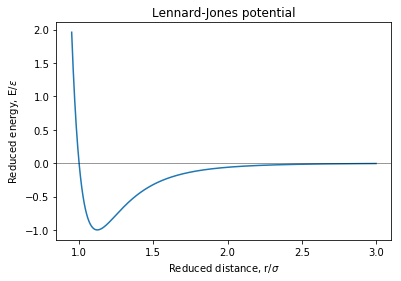 Lennard-Jones potential
2.0
1.5
1.0
0.5
0.0
−0.5
−1.0
Reduced energy, E/ε
1.0 1.5 2.0 2.5 3.0
Reduced distance, r/σ